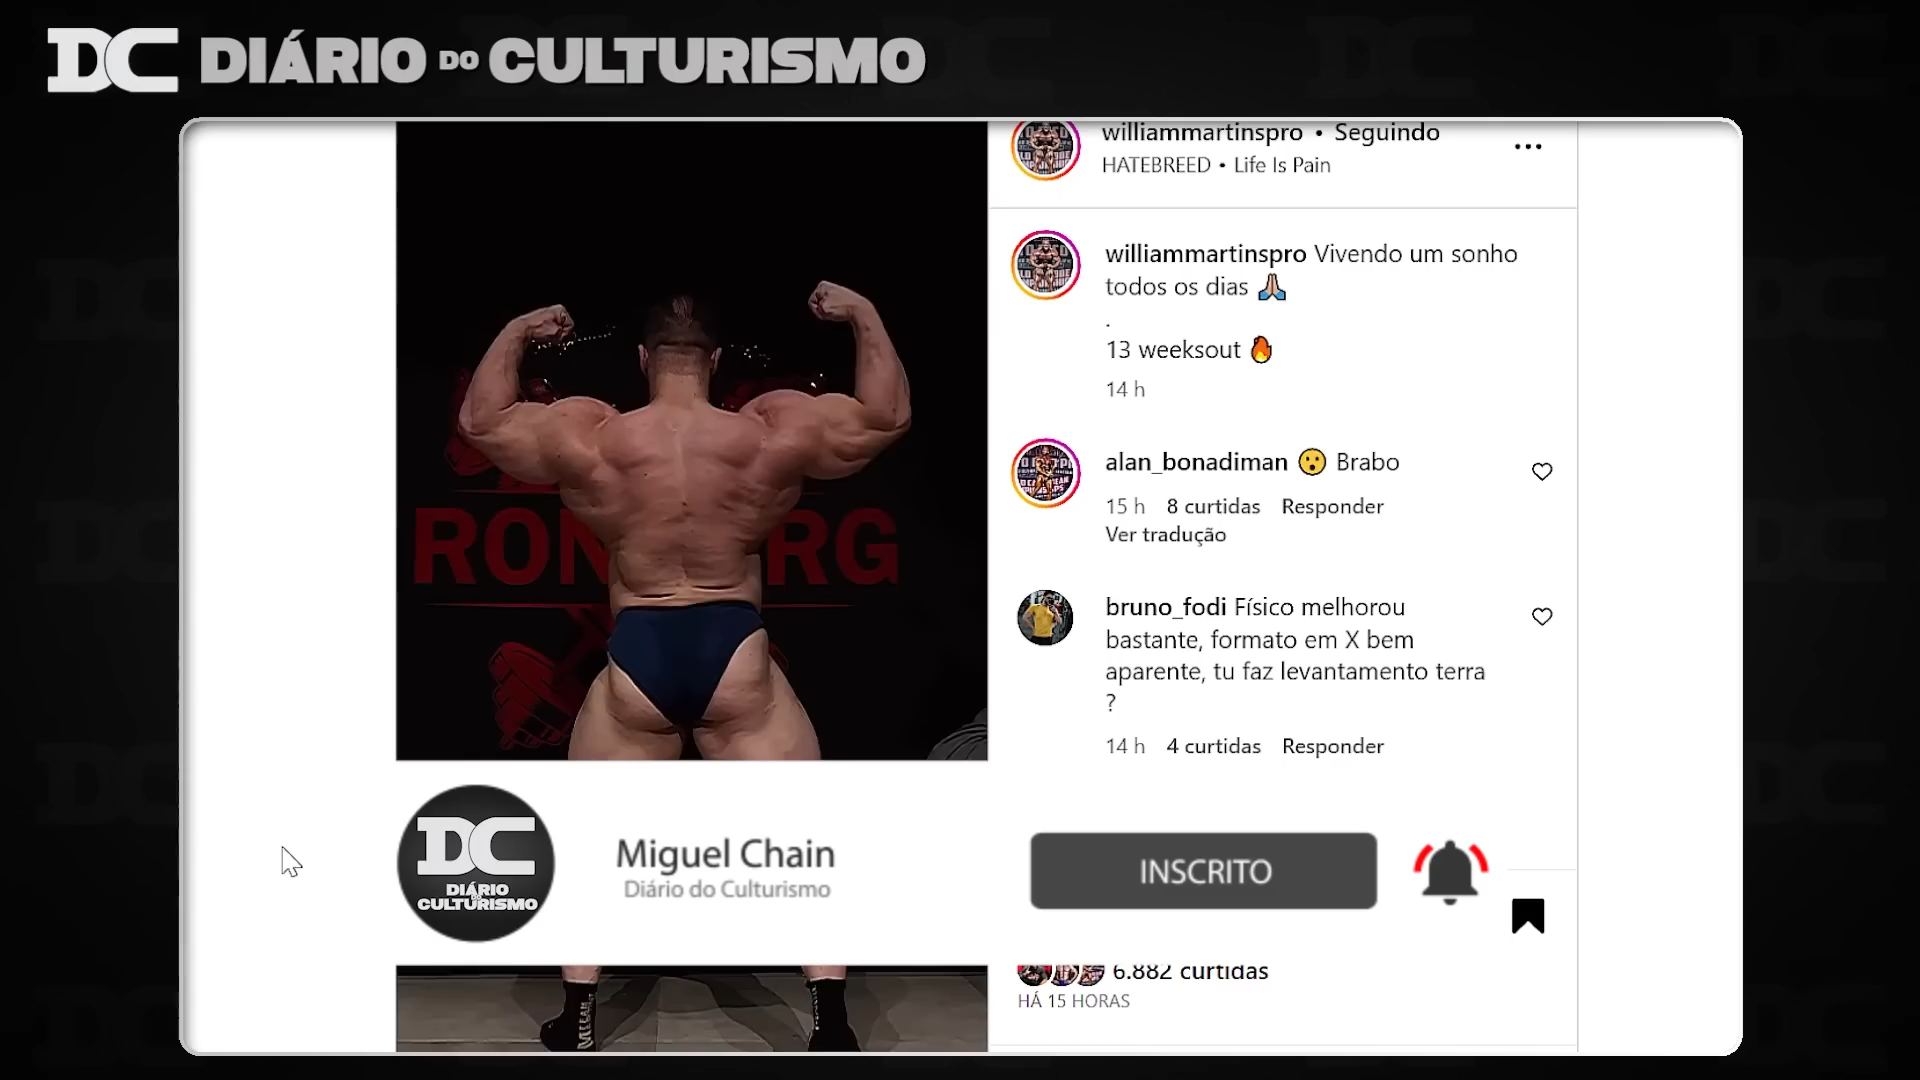 DC DIÁRIO DO CULTURISMO
williammartinspro • Seguindo
HATEBREED • Life Is Pain
williammartinspro Vivendo um sonho
todos os dias 🙏🏼
.
13 weeksout 🔥
14 h
alan_bonadiman 😮 Brabo
15 h 8 curtidas Responder
Ver tradução
bruno_fodi Físico melhorou
bastante, formato em X bem
aparente, tu faz levantamento terra
?
14 h 4 curtidas Responder
RON RG
DC
DIÁRIO
DO
CULTURISMO
Miguel Chain
Diário do Culturismo
INSCRITO
6.882 curtidas
HÁ 15 HORAS